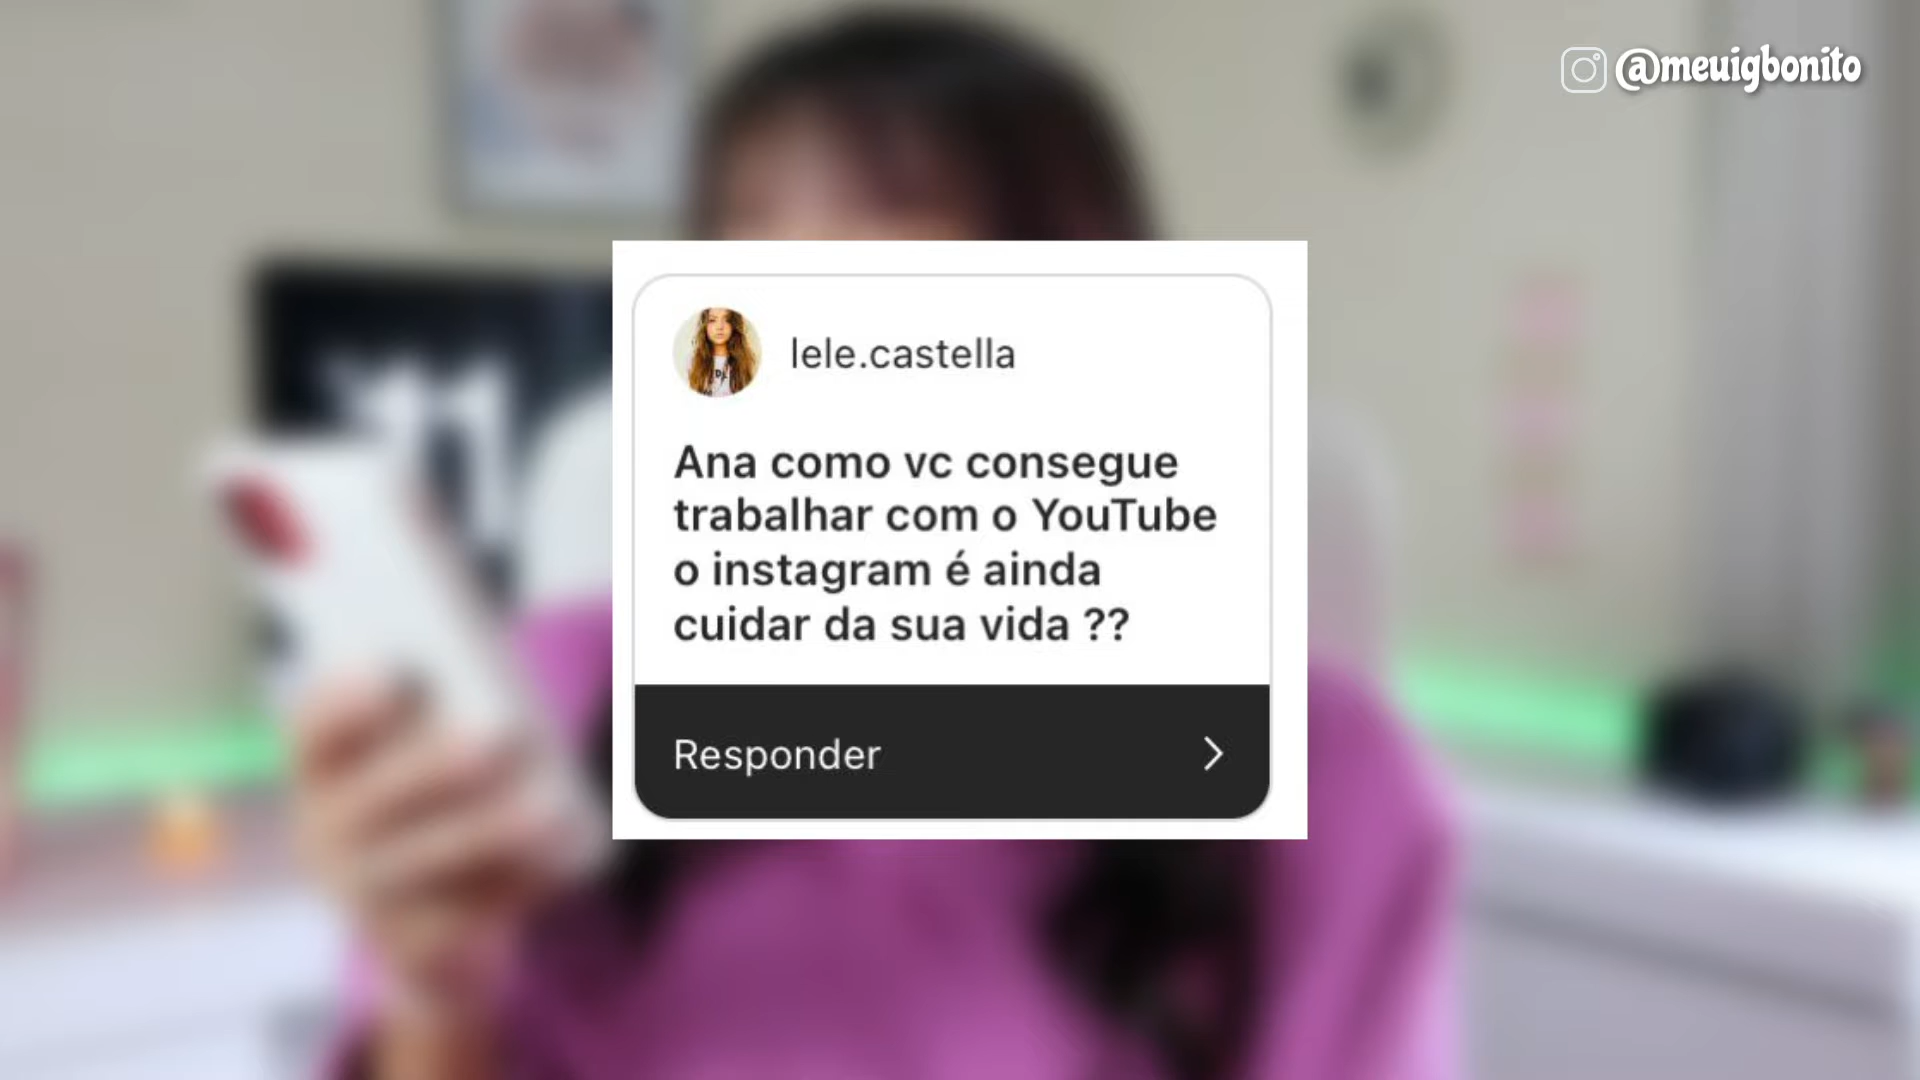 @meuigbonito
lele.castella
Ana como vc consegue
trabalhar com o YouTube
o instagram é ainda
cuidar da sua vida ??
Responder